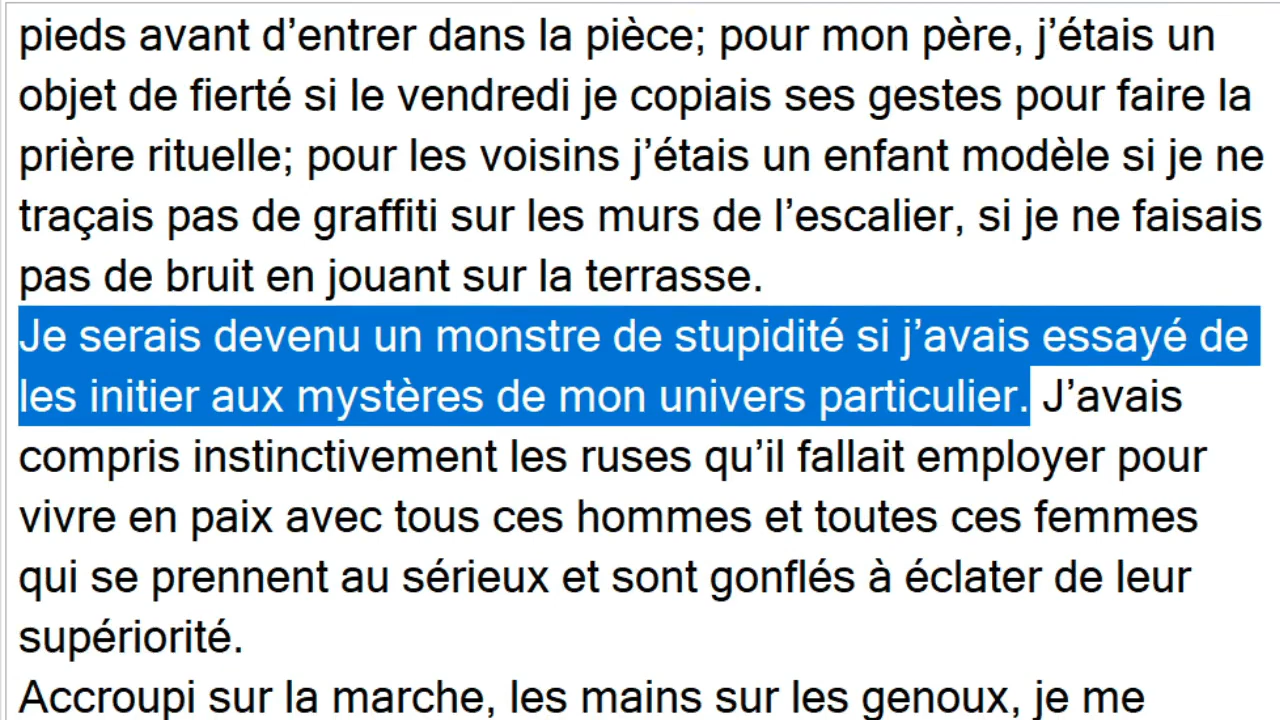 pieds avant d’entrer dans la pièce; pour mon père, j’étais un
objet de fierté si le vendredi je copiais ses gestes pour faire la
prière rituelle; pour les voisins j’étais un enfant modèle si je ne
traçais pas de graffiti sur les murs de l’escalier, si je ne faisais
pas de bruit en jouant sur la terrasse.
Je serais devenu un monstre de stupidité si j’avais essayé de
les initier aux mystères de mon univers particulier. J’avais
compris instinctivement les ruses qu’il fallait employer pour
vivre en paix avec tous ces hommes et toutes ces femmes
qui se prennent au sérieux et sont gonflés à éclater de leur
supériorité.
Accroupi sur la marche, les mains sur les genoux, je me